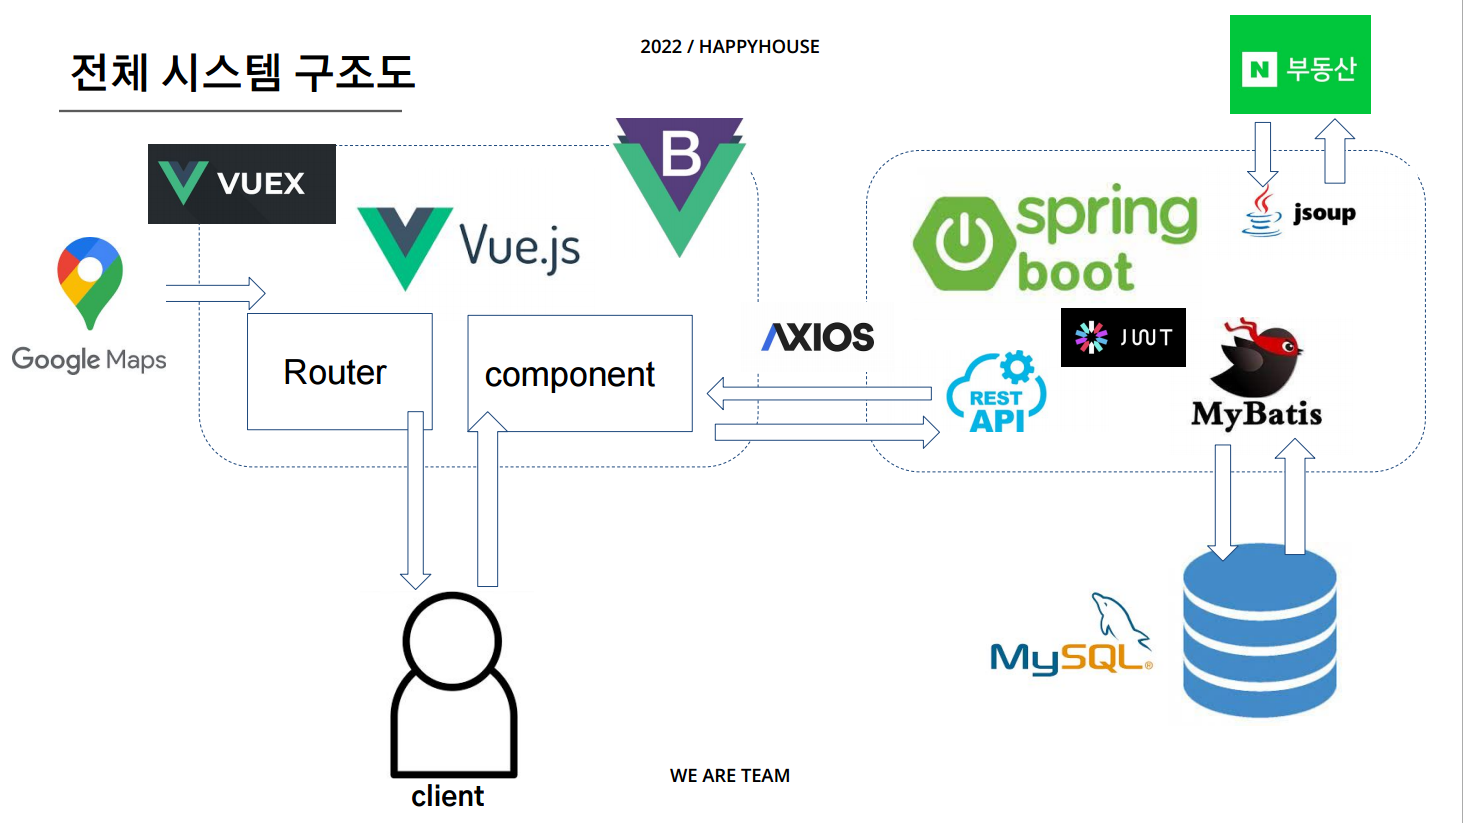 2022 / HAPPYHOUSE
전체 시스템 구조도
N 부동산
VUEX
B
Vue.js
spring
boot
jsoup
Google Maps
Router
component
AXIOS
REST
API
JWT
MyBatis
MySQL®
client
WE ARE TEAM